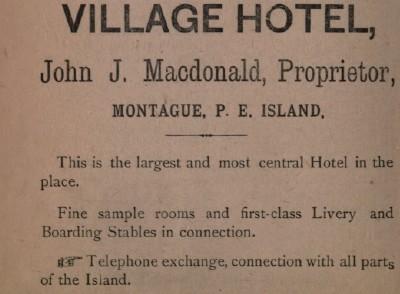 VILLAGE HOTEL,
John J. Macdonald, Proprietor,
MONTAGUE, P. E. ISLAND.
This is the largest and most central Hotel in the
place.
Fine sample rooms and first-class Livery and
Boarding Stables in connection.
☞ Telephone exchange, connection with all parts
of the Island.